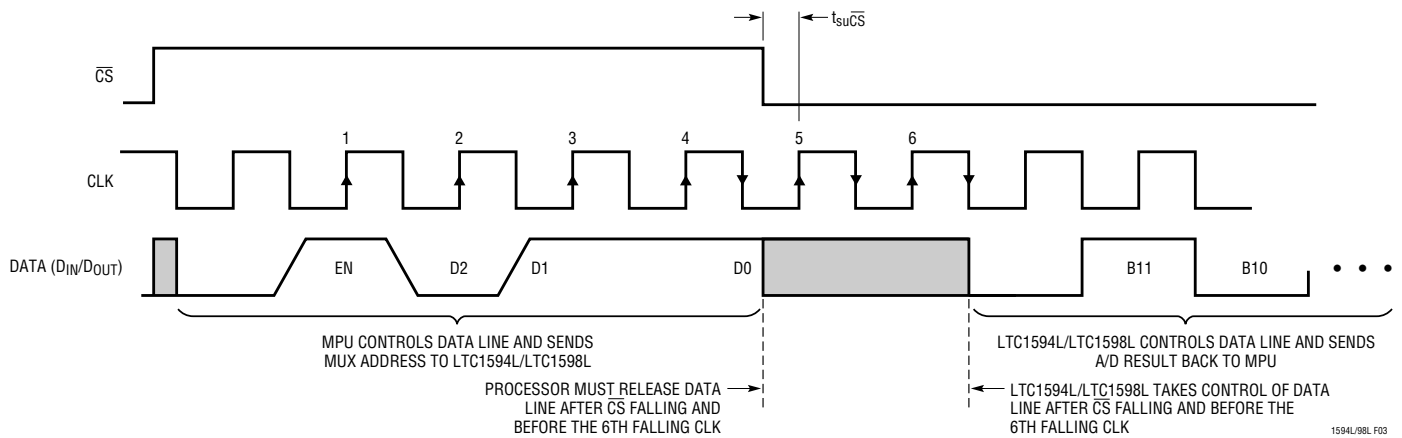 tsuCS
CS
1 2 3 4 5 6
CLK
DATA (DIN/DOUT)
EN D2 D1 D0 B11 B10 • • •
MPU CONTROLS DATA LINE AND SENDS
MUX ADDRESS TO LTC1594L/LTC1598L
LTC1594L/LTC1598L CONTROLS DATA LINE AND SENDS
A/D RESULT BACK TO MPU
PROCESSOR MUST RELEASE DATA
LINE AFTER CS FALLING AND
BEFORE THE 6TH FALLING CLK
LTC1594L/LTC1598L TAKES CONTROL OF DATA
LINE AFTER CS FALLING AND BEFORE THE
6TH FALLING CLK
1594L/98L F03